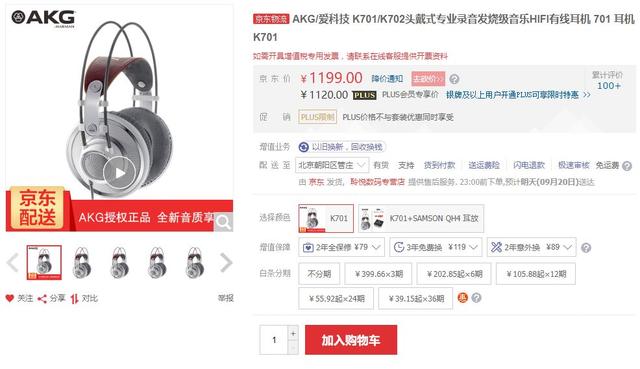 AKG
by HARMAN
京东配送
AKG授权正品 全新音质享
关注 分享 对比 举报
京东物流 AKG/爱科技 K701/K702头戴式专业录音发烧级音乐HIFI有线耳机 701 耳机 K701
如需开具增值税专用发票，请联系在线客服提供开票资料
京东价 ￥1199.00 降价通知 去砍价>> ?
累计评价
100+
￥1120.00 PLUS PLUS会员专享价 银牌及以上用户开通PLUS可享限时特惠 >>
促销 PLUS限制 PLUS价格不与套装优惠同时享受
增值业务 以旧换新，回收换钱
配送至 北京朝阳区管庄 有货 支持 货到付款 送运费险 闪电退款 极速审核 免运费 ?
由 京东 发货，聆悦数码专营店 提供售后服务. 23:00前下单,预计明天(09月20日)送达
选择颜色 K701 K701+SAMSON QH4 耳放
增值保障 2年全保修 ¥79 3年免费换 ¥119 2年意外换 ¥89 ?
白条分期 不分期 ￥399.66×3期 ￥202.85起×6期 ￥105.88起×12期
￥55.92起×24期 ￥39.15起×36期 惠 ?
1 + - 加入购物车